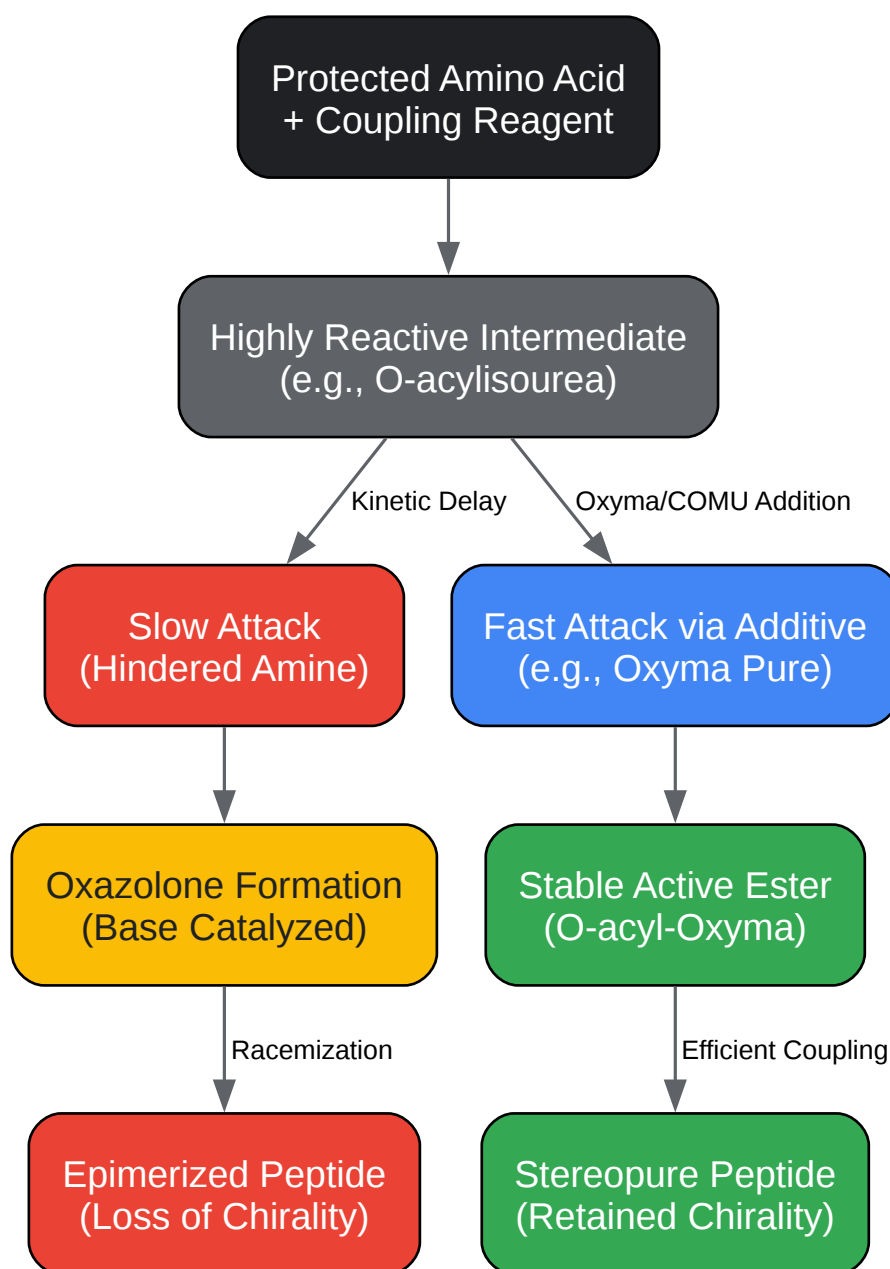 Protected Amino Acid
+ Coupling Reagent
Highly Reactive Intermediate
(e.g., O-acylisourea)
Kinetic Delay
Oxyma/COMU Addition
Slow Attack
(Hindered Amine)
Fast Attack via Additive
(e.g., Oxyma Pure)
Oxazolone Formation
(Base Catalyzed)
Stable Active Ester
(O-acyl-Oxyma)
Racemization
Efficient Coupling
Epimerized Peptide
(Loss of Chirality)
Stereopure Peptide
(Retained Chirality)